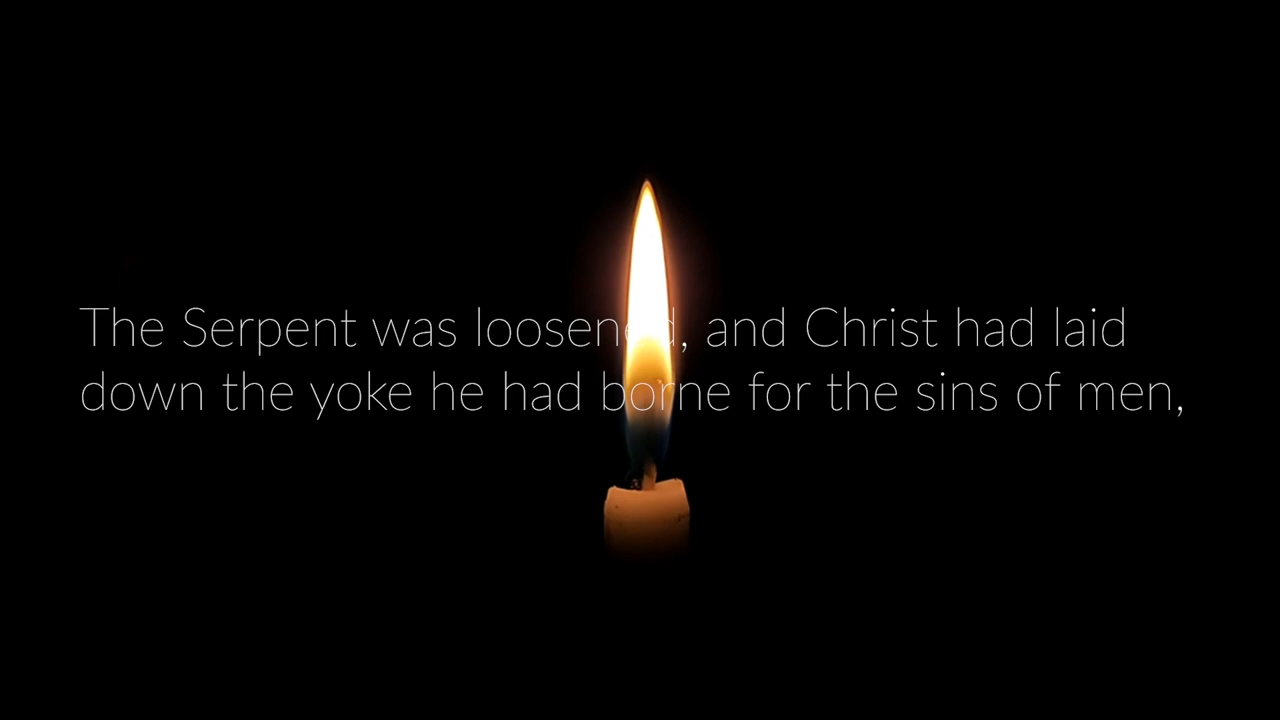 The Serpent was loosened, and Christ had laid
down the yoke he had borne for the sins of men,